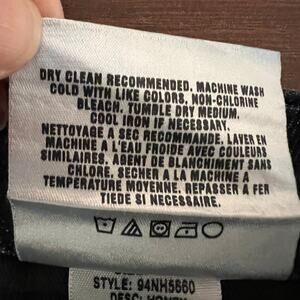 DRY CLEAN RECOMMENDED, MACHINE WASH
COLD WITH LIKE COLORS, NON-CHLORINE
BLEACH, TUMBLE DRY MEDIUM,
COOL IRON IF NECESSARY.
NETTOYAGE A SEC RECOMMANDE, LAVER EN
MACHINE A L'EAU FROIDE AVEC COULEURS
SIMILAIRES, AGENT DE BLANCHIMENT SANS
CHLORE, SECHER A LA MACHINE A
TEMPERATURE MOYENNE. REPASSER A FER
TIEDE SI NECESSAIRE.
STYLE: 94NH5660
DESC: HONEY